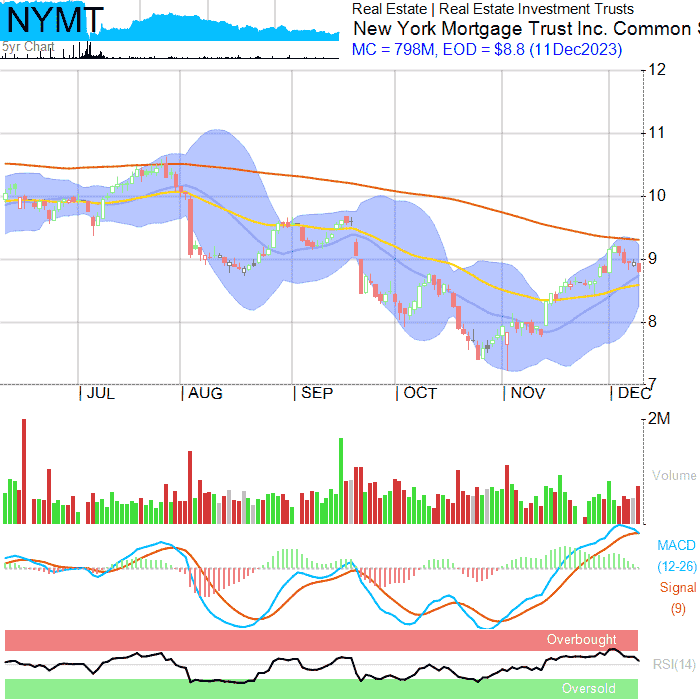 NYMT
5yr Chart
Real Estate | Real Estate Investment Trusts
New York Mortgage Trust Inc. Common S
MC = 798M, EOD = $8.8 (11Dec2023)
12
11
10
9
8
7
| JUL | AUG | SEP | OCT | NOV | DEC
2M
Volume
MACD
(12-26)
Signal
(9)
Overbought
RSI(14)
Oversold